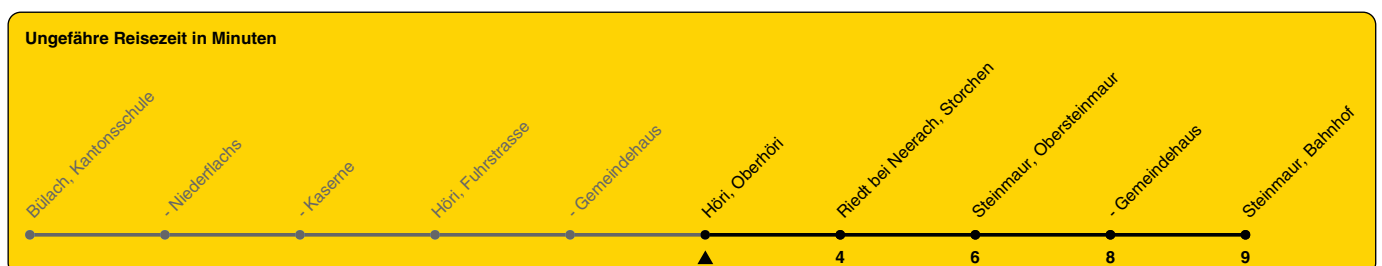 Ungefähre Reisezeit in Minuten
Bülach, Kantonsschule
- Niederflachs
- Kaserne
Höri, Fuhrstrasse
- Gemeindehaus
Höri, Oberhöri
Riedt bei Neerach, Storchen
Steinmaur, Obersteinmaur
- Gemeindehaus
Steinmaur, Bahnhof
4 6 8 9